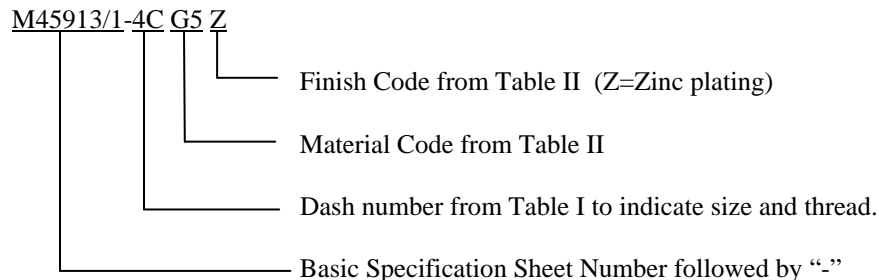 M45913/1-4C G5 Z
Finish Code from Table II (Z=Zinc plating)
Material Code from Table II
Dash number from Table I to indicate size and thread.
Basic Specification Sheet Number followed by “-”